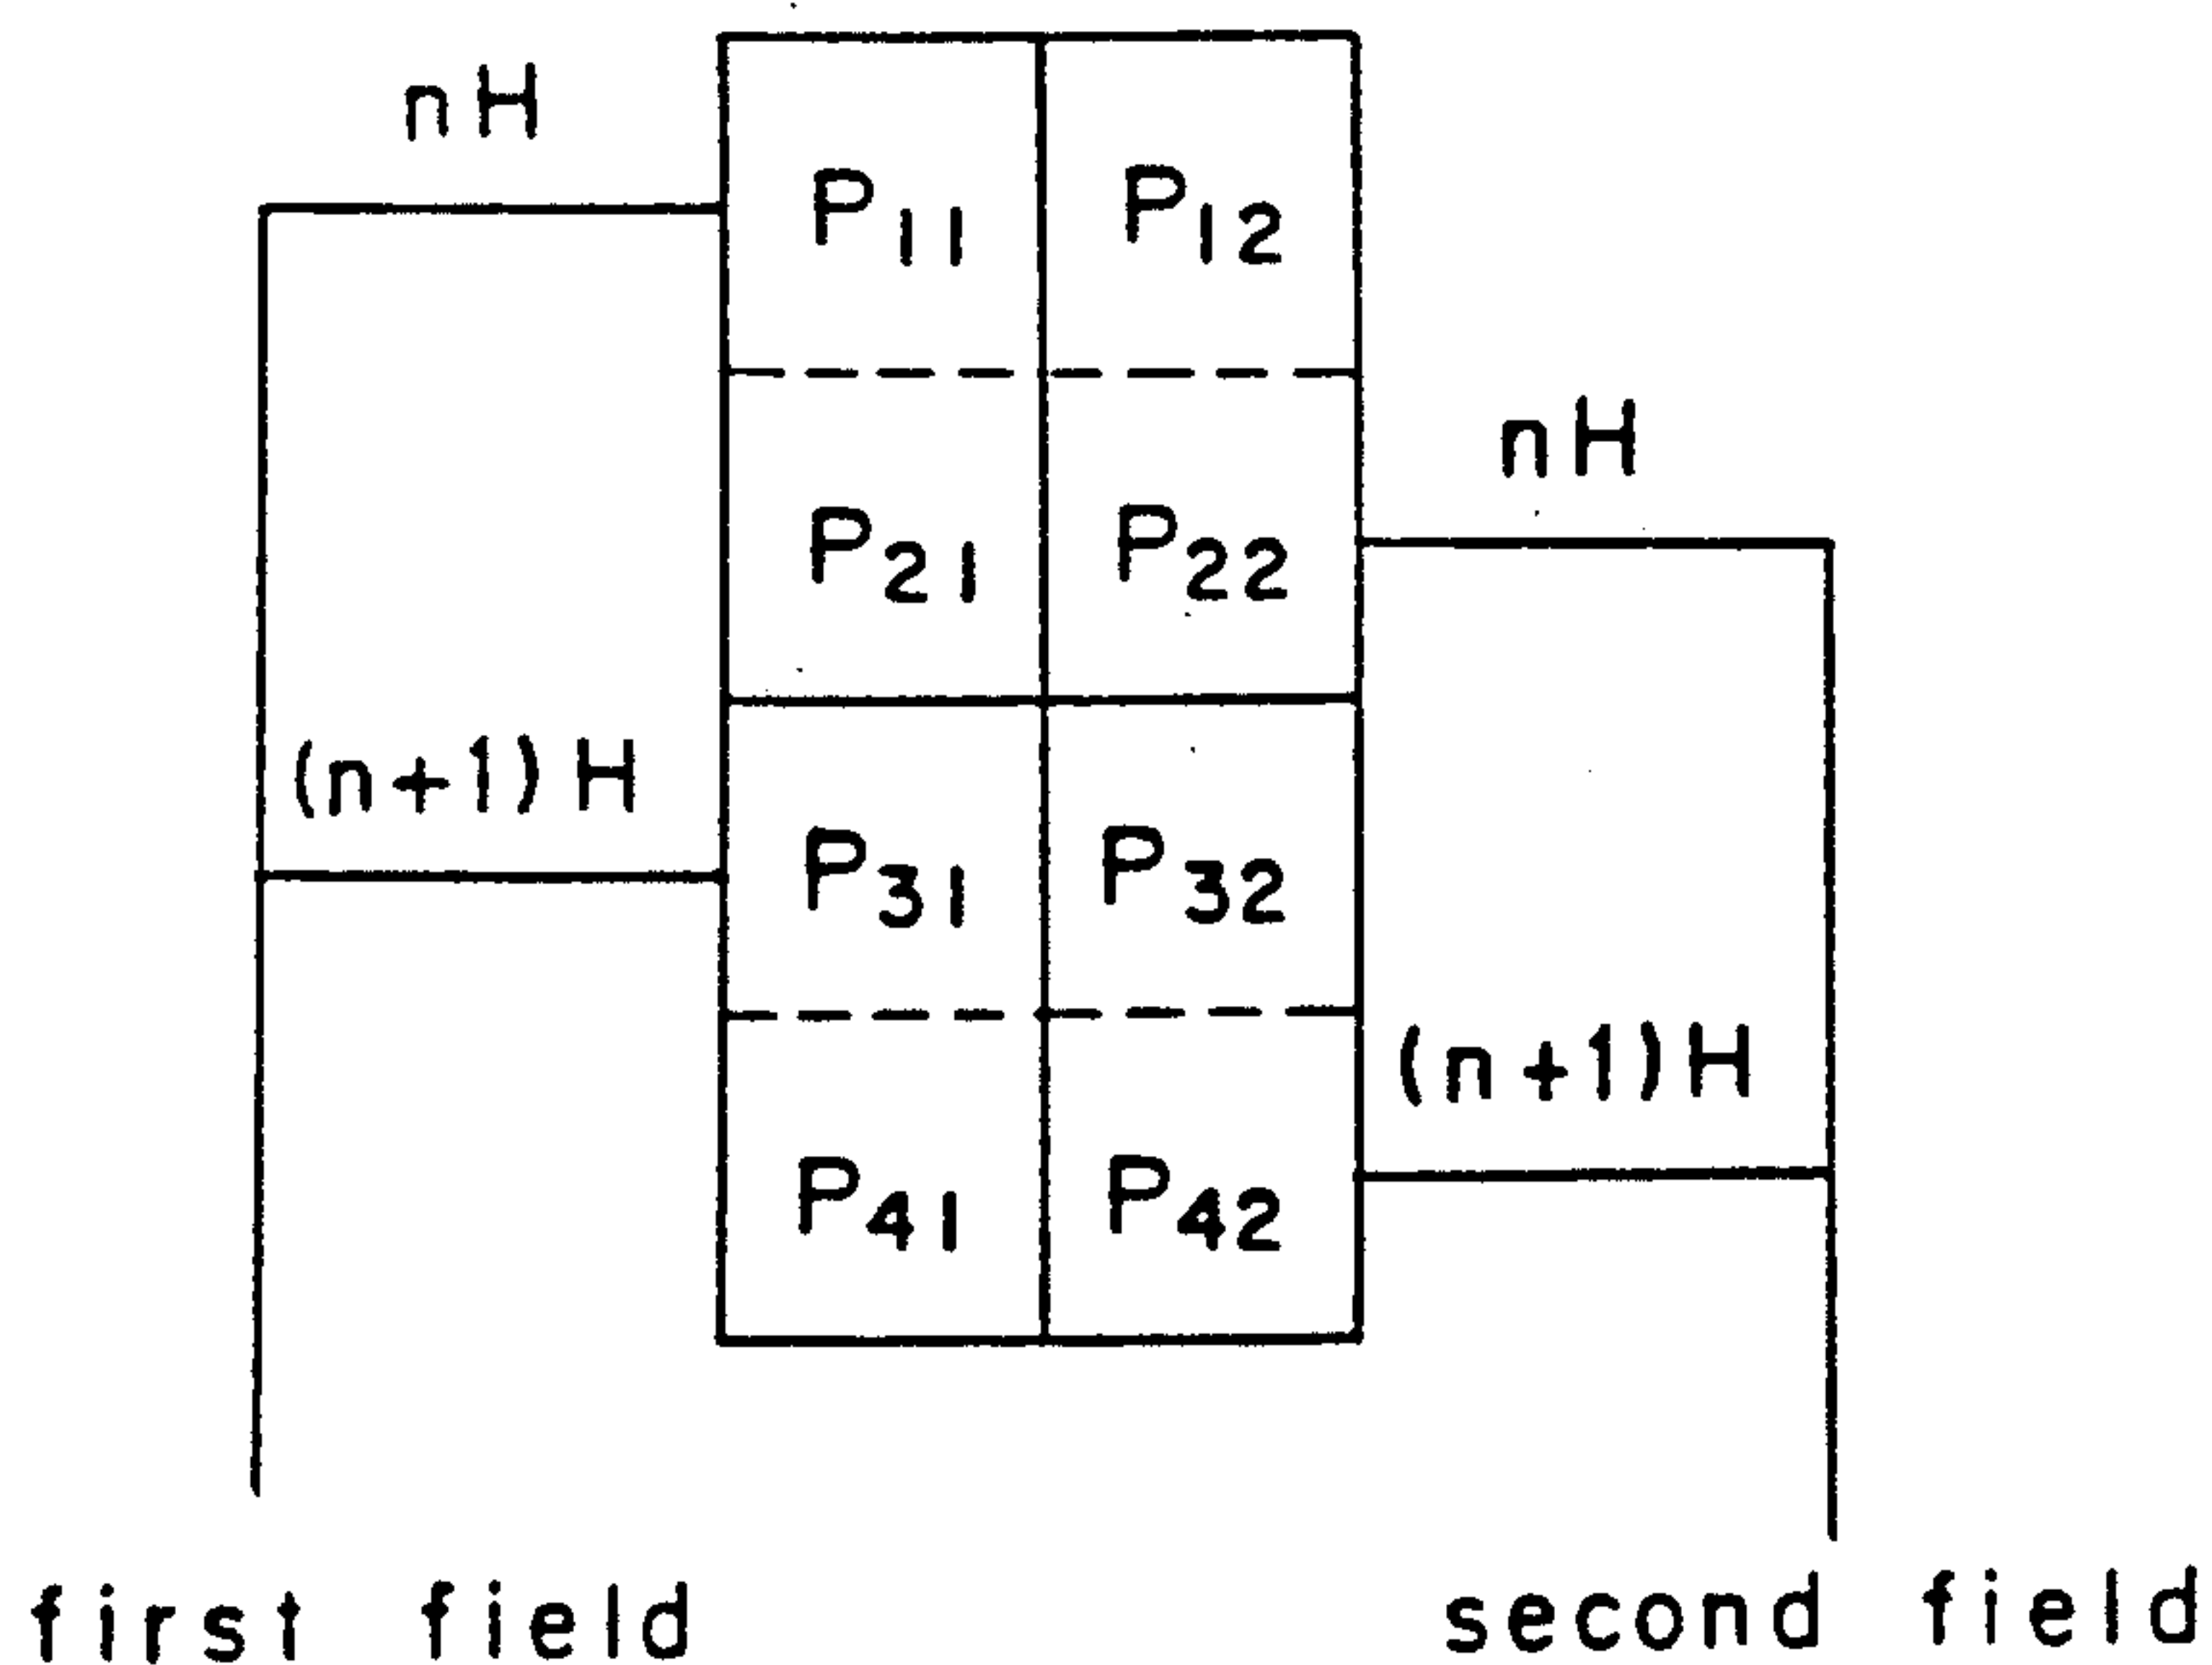 nH
P11 P12
nH
P21 P22
(n+1)H
P31 P32
(n+1)H
P41 P42
first field second field